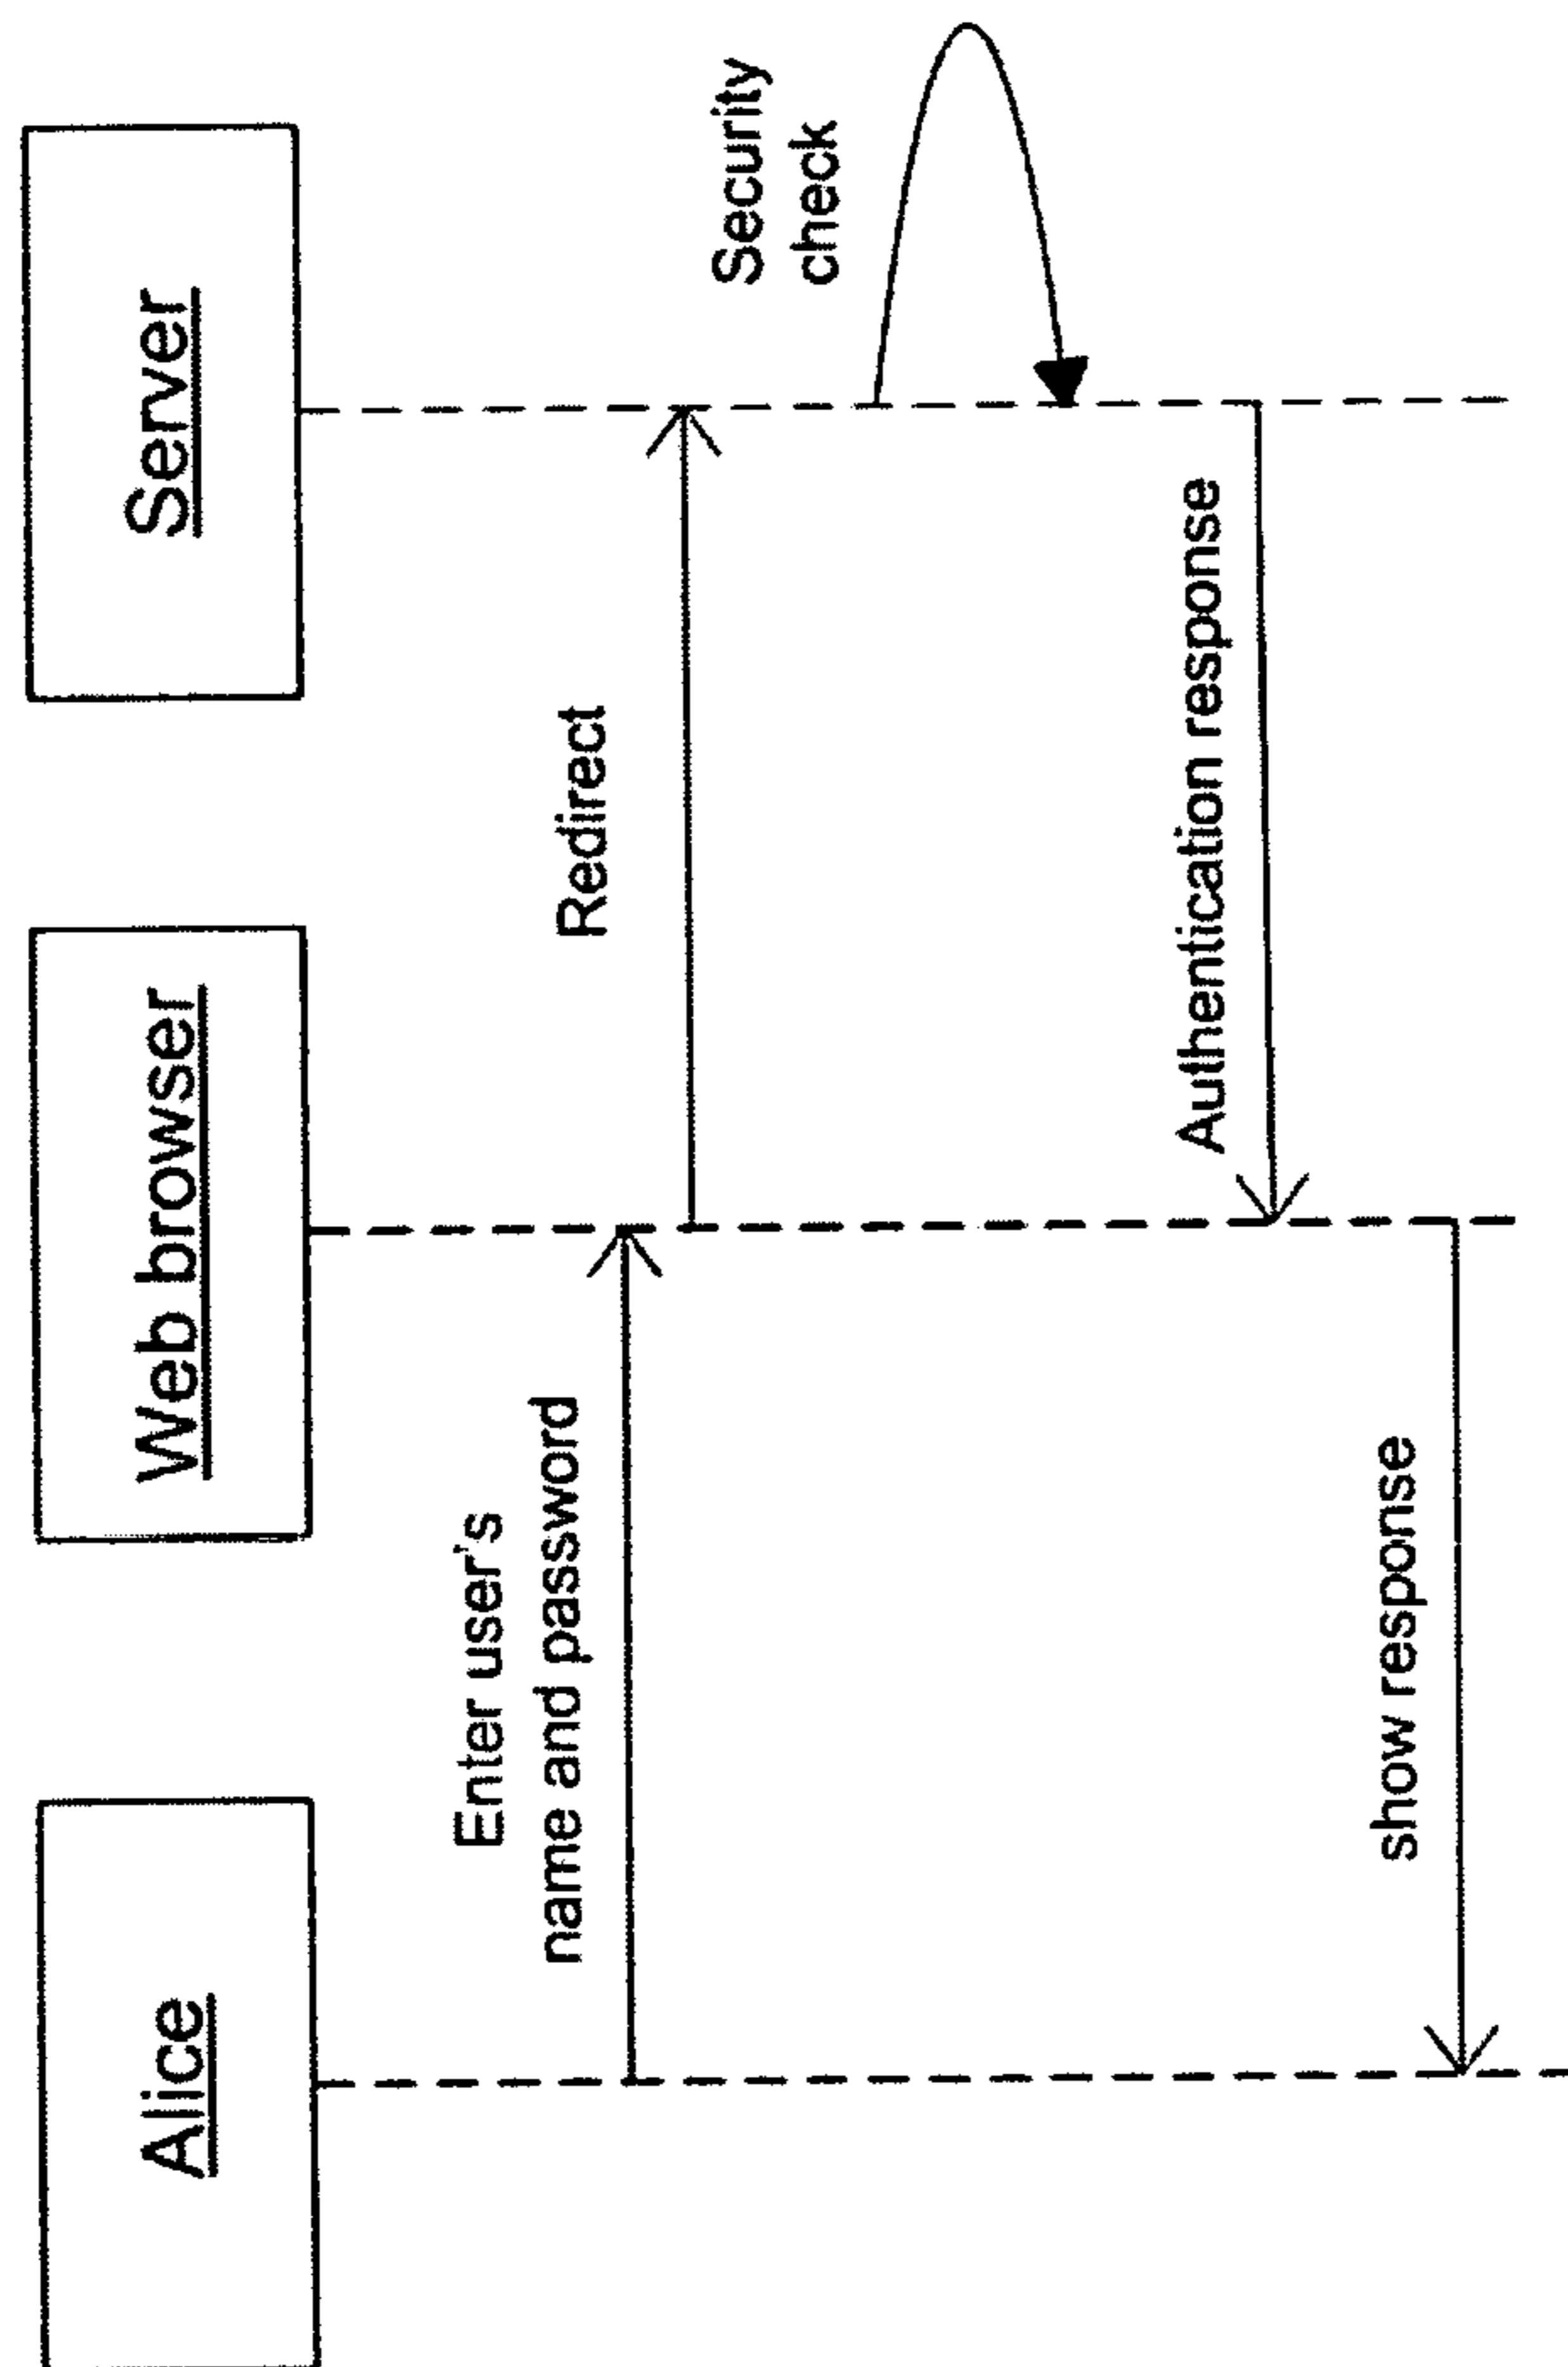 Alice
Web browser
Server
Enter user's
name and password
Redirect
Security
check
Authentication response
show response